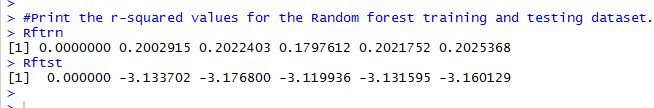 >
> #Print the r-squared values for the Random forest training and testing dataset.
> Rftrn
[1] 0.0000000 0.2002915 0.2022403 0.1797612 0.2021752 0.2025368
> Rftst
[1]  0.000000 -3.133702 -3.176800 -3.119936 -3.131595 -3.160129
>
>